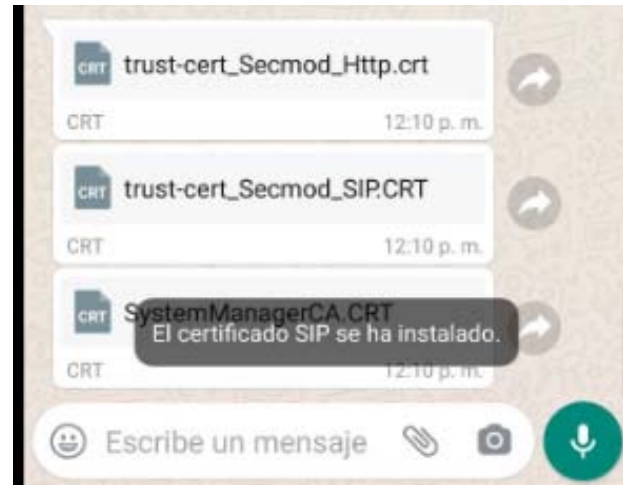 CRT trust-cert_Secmod_Http.crt
CRT 12:10 p. m.
CRT trust-cert_Secmod_SIP.CRT
CRT 12:10 p. m.
CRT SystemManagerCA.CRT
El certificado SIP se ha instalado.
CRT 12:10 p. m.
Escribe un mensaje